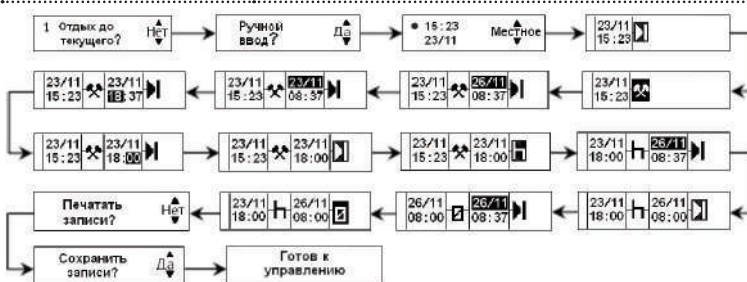 1 Отдых до
текущего?
Нет
Ручной
ввод?
Да
15:23
23/11
Местное
23/11
15:23
23/11 23/11
15:23 18:37
23/11 23/11
15:23 08:37
23/11 26/11
15:23 08:37
23/11
15:23
23/11 23/11
15:23 18:00
23/11 23/11
15:23 18:00
23/11 23/11
15:23 18:00
23/11 26/11
18:00 08:37
Печатать
записи?
Нет
23/11 26/11
18:00 08:00
26/11 26/11
08:00 08:37
23/11 26/11
18:00 08:00
Сохранить
записи?
Да
Готов к
управлению